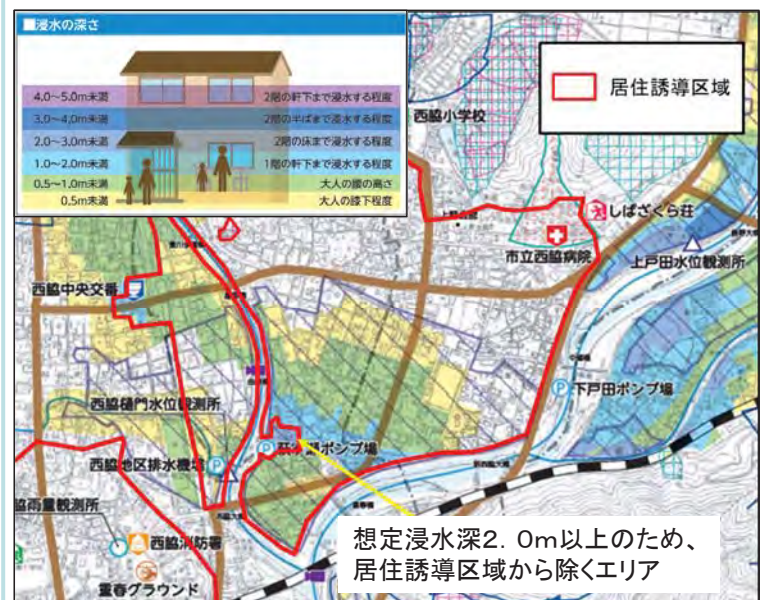 ■浸水の深さ
4.0～5.0m未満 2階の軒下まで浸水する程度
3.0～4.0m未満 2階の半ばまで浸水する程度
2.0～3.0m未満 2階の床まで浸水する程度
1.0～2.0m未満 1階の軒下まで浸水する程度
0.5～1.0m未満 大人の腰の高さ
0.5m未満 大人の膝下程度
居住誘導区域
西脇小学校
しばざくら荘
市立西脇病院
上戸田水位観測所
西脇中央交番
下戸田ポンプ場
西脇樋門水位観測所
ポンプ場
西脇地区排水機場
脇雨量観測所
西脇消防署
重春グラウンド
想定浸水深2．0m以上のため、
居住誘導区域から除くエリア